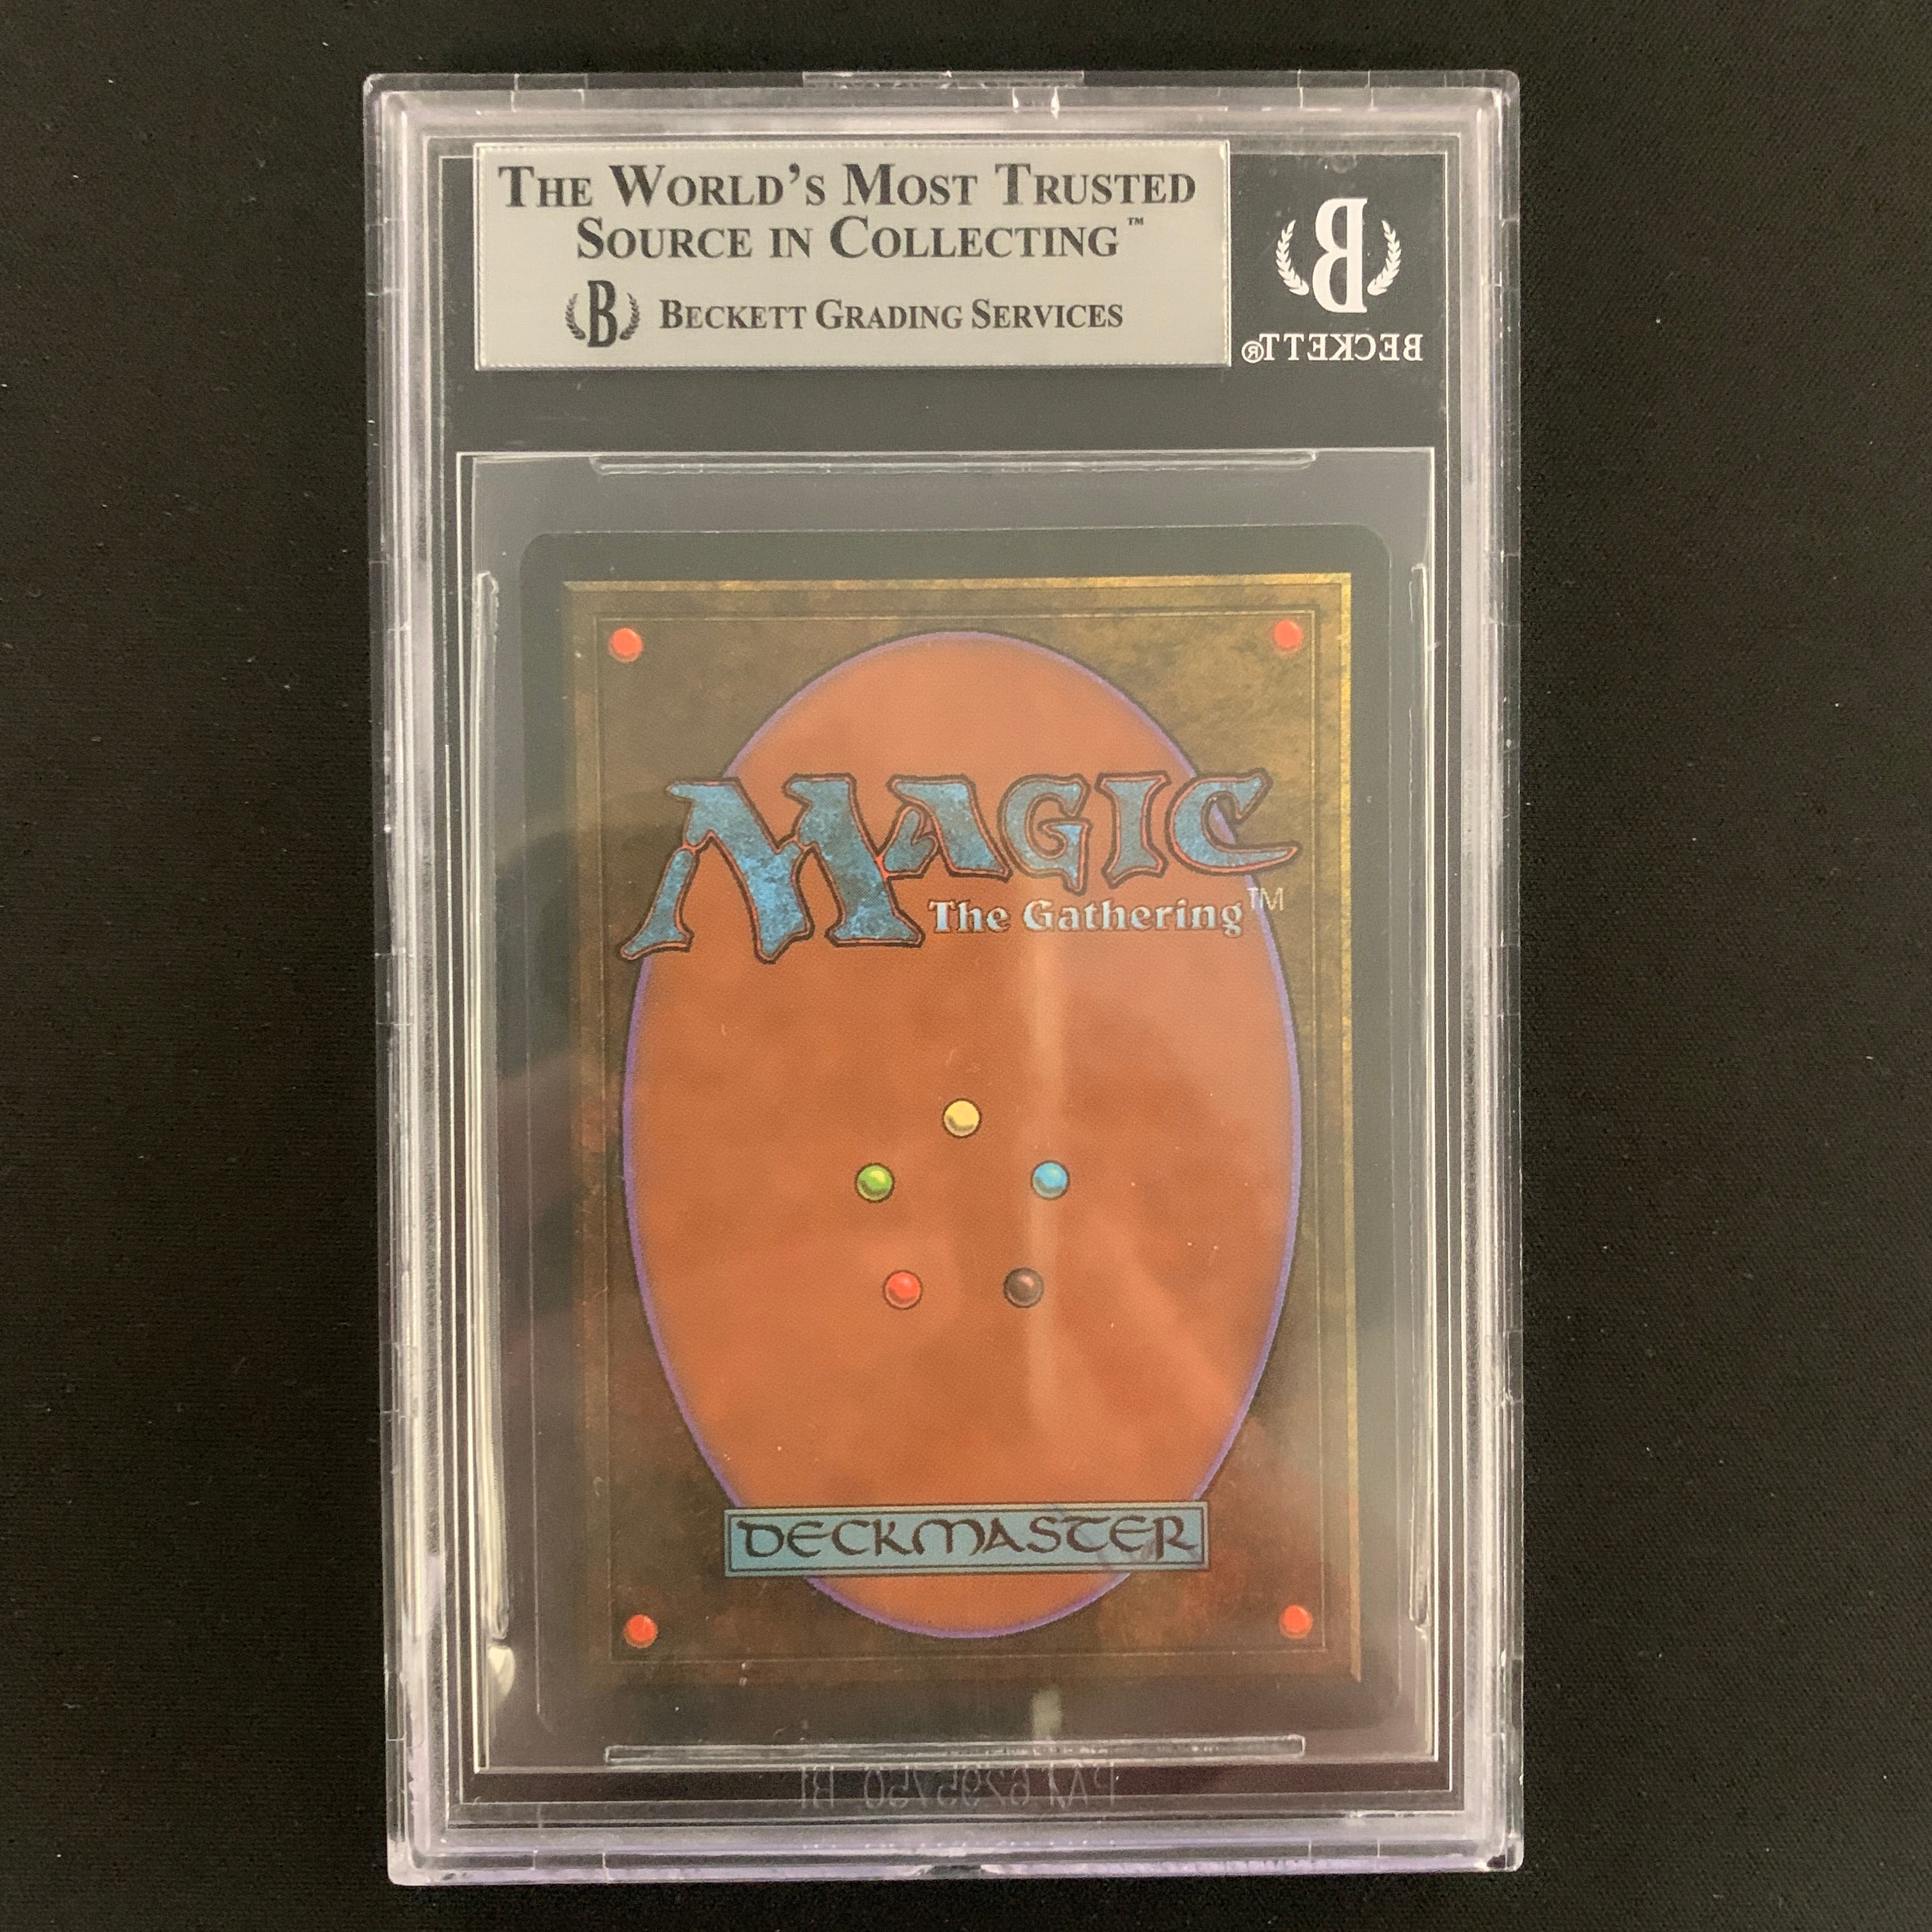 THE WORLD'S MOST TRUSTED
SOURCE IN COLLECTING™
B BECKETT GRADING SERVICES
B
BECKETT®
MAGIC
The Gathering™
DECKMASTER